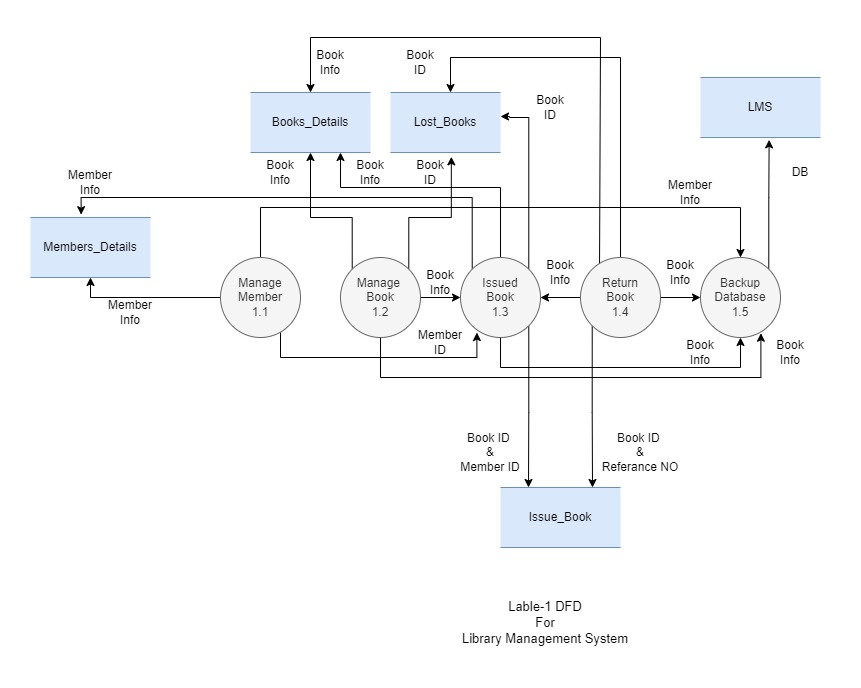 Book
Info
Book
ID
Books_Details
Lost_Books
Book
ID
LMS
Book
Info
Book
Info
Book
ID
DB
Member
Info
Member
Info
Members_Details
Manage
Member
1.1
Manage
Book
1.2
Book
Info
Issued
Book
1.3
Book
Info
Return
Book
1.4
Book
Info
Backup
Database
1.5
Member
Info
Member
ID
Book
Info
Book
Info
Book ID
&
Member ID
Book ID
&
Referance NO
Issue_Book
Lable-1 DFD
For
Library Management System